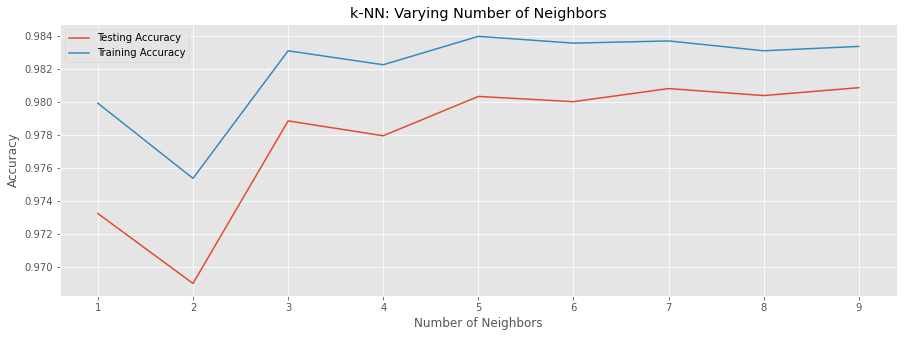 k-NN: Varying Number of Neighbors
Testing Accuracy
Training Accuracy
Accuracy
0.984
0.982
0.980
0.978
0.976
0.974
0.972
0.970
1 2 3 4 5 6 7 8 9
Number of Neighbors